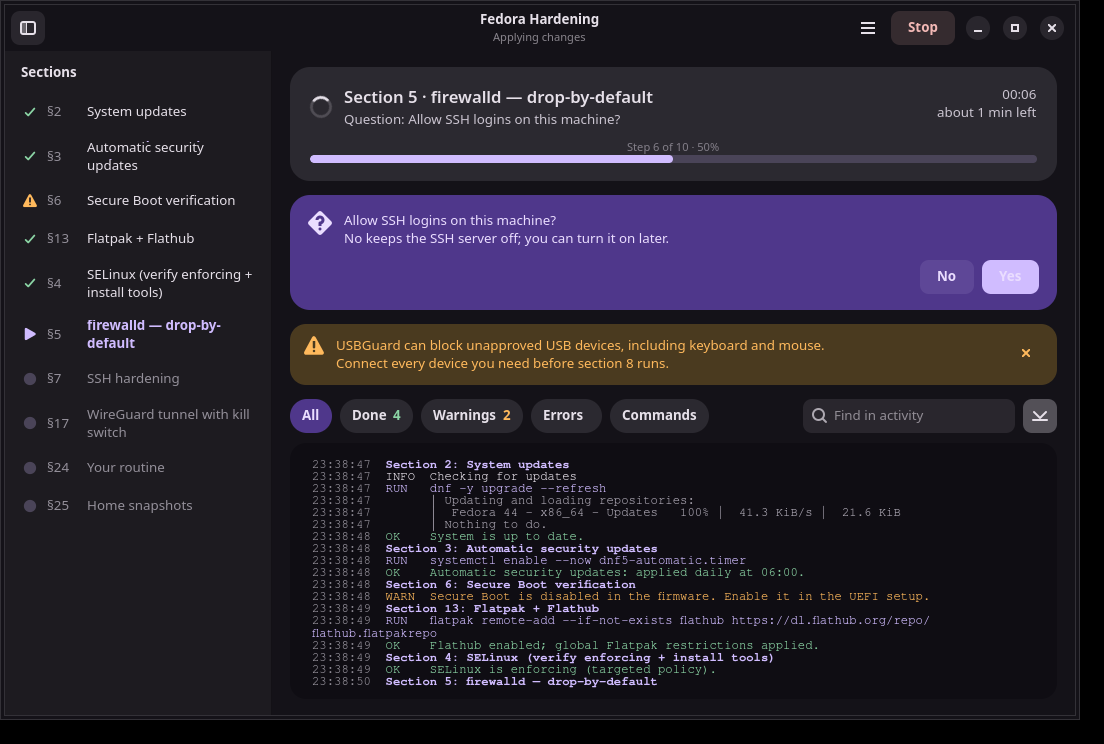 Fedora Hardening
Applying changes
Stop
Sections
§2 System updates
§3 Automatic security
updates
§6 Secure Boot verification
§13 Flatpak + Flathub
§4 SELinux (verify enforcing +
install tools)
§5 firewalld — drop-by-
default
§7 SSH hardening
§17 WireGuard tunnel with kill
switch
§24 Your routine
§25 Home snapshots
Section 5 · firewalld — drop-by-default
Question: Allow SSH logins on this machine?
00:06
about 1 min left
Step 6 of 10 · 50%
Allow SSH logins on this machine?
No keeps the SSH server off; you can turn it on later.
No
Yes
USBGuard can block unapproved USB devices, including keyboard and mouse.
Connect every device you need before section 8 runs.
All
Done 4
Warnings 2
Errors
Commands
Find in activity
23:38:47 Section 2: System updates
23:38:47 INFO Checking for updates
23:38:47 RUN dnf -y upgrade --refresh
23:38:47 │ Updating and loading repositories:
23:38:47 │ Fedora 44 - x86_64 - Updates 100% | 41.3 KiB/s | 21.6 KiB
23:38:47 │ Nothing to do.
23:38:48 OK System is up to date.
23:38:48 Section 3: Automatic security updates
23:38:48 RUN systemctl enable --now dnf5-automatic.timer
23:38:48 OK Automatic security updates: applied daily at 06:00.
23:38:48 Section 6: Secure Boot verification
23:38:48 WARN Secure Boot is disabled in the firmware. Enable it in the UEFI setup.
23:38:49 Section 13: Flatpak + Flathub
23:38:49 RUN flatpak remote-add --if-not-exists flathub https://dl.flathub.org/repo/
flathub.flatpakrepo
23:38:49 OK Flathub enabled; global Flatpak restrictions applied.
23:38:49 Section 4: SELinux (verify enforcing + install tools)
23:38:49 OK SELinux is enforcing (targeted policy).
23:38:50 Section 5: firewalld — drop-by-default